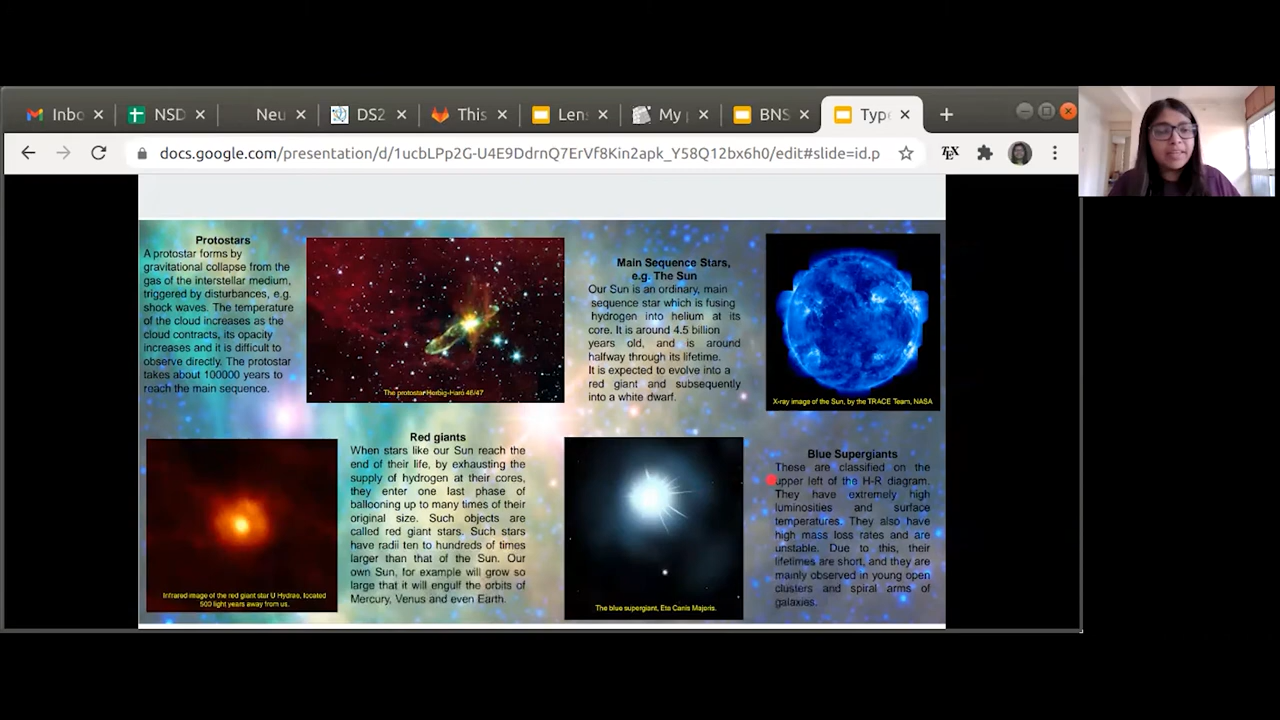 Inbo
NSD
Neu
DS2
This
Lens
My p
BNS
Type
docs.google.com/presentation/d/1ucbLPp2G-U4E9DdrnQ7ErVf8Kin2apk_Y58Q12bx6h0/edit#slide=id.p
TEX
Protostars
A protostar forms by
gravitational collapse from the
gas of the interstellar medium,
triggered by disturbances, e.g.
shock waves. The temperature
of the cloud increases as the
cloud contracts, its opacity
increases and it is difficult to
observe directly. The protostar
takes about 100000 years to
reach the main sequence.
The protostar Herbig-Haro 46/47
Main Sequence Stars,
e.g. The Sun
Our Sun is an ordinary, main
sequence star which is fusing
hydrogen into helium at its
core. It is around 4.5 billion
years old, and is around
halfway through its lifetime.
It is expected to evolve into a
red giant and subsequently
into a white dwarf.
X-ray image of the Sun, by the TRACE Team, NASA
Infrared image of the red giant star U Hydrae, located
500 light years away from us.
Red giants
When stars like our Sun reach the
end of their life, by exhausting the
supply of hydrogen at their cores,
they enter one last phase of
ballooning up to many times of their
original size. Such objects are
called red giant stars. Such stars
have radii ten to hundreds of times
larger than that of the Sun. Our
own Sun, for example will grow so
large that it will engulf the orbits of
Mercury, Venus and even Earth.
The blue supergiant, Eta Canis Majoris.
Blue Supergiants
These are classified on the
upper left of the H-R diagram.
They have extremely high
luminosities and surface
temperatures. They also have
high mass loss rates and are
unstable. Due to this, their
lifetimes are short, and they are
mainly observed in young open
clusters and spiral arms of
galaxies.